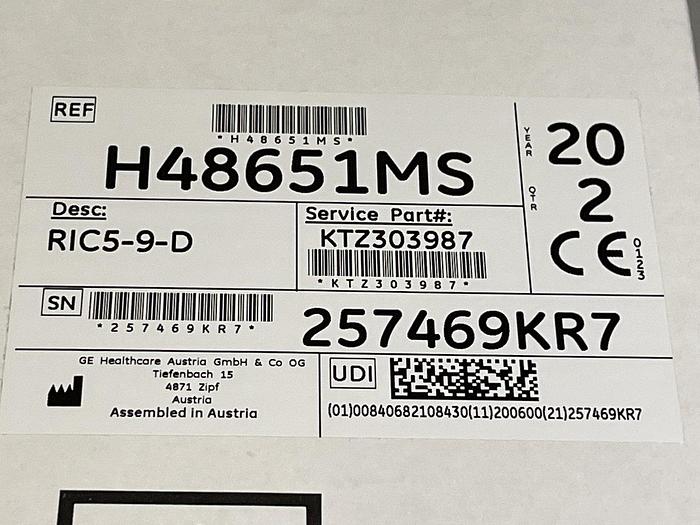 REF
*H48651MS*
H48651MS
YEAR
20
QTR
2
CE 0123
Desc:
RIC5-9-D
Service Part#:
KTZ303987
*KTZ303987*
SN
*257469KR7*
257469KR7
GE Healthcare Austria GmbH & Co OG
Tiefenbach 15
4871 Zipf
Austria
Assembled in Austria
UDI
(01)00840682108430(11)200600(21)257469KR7